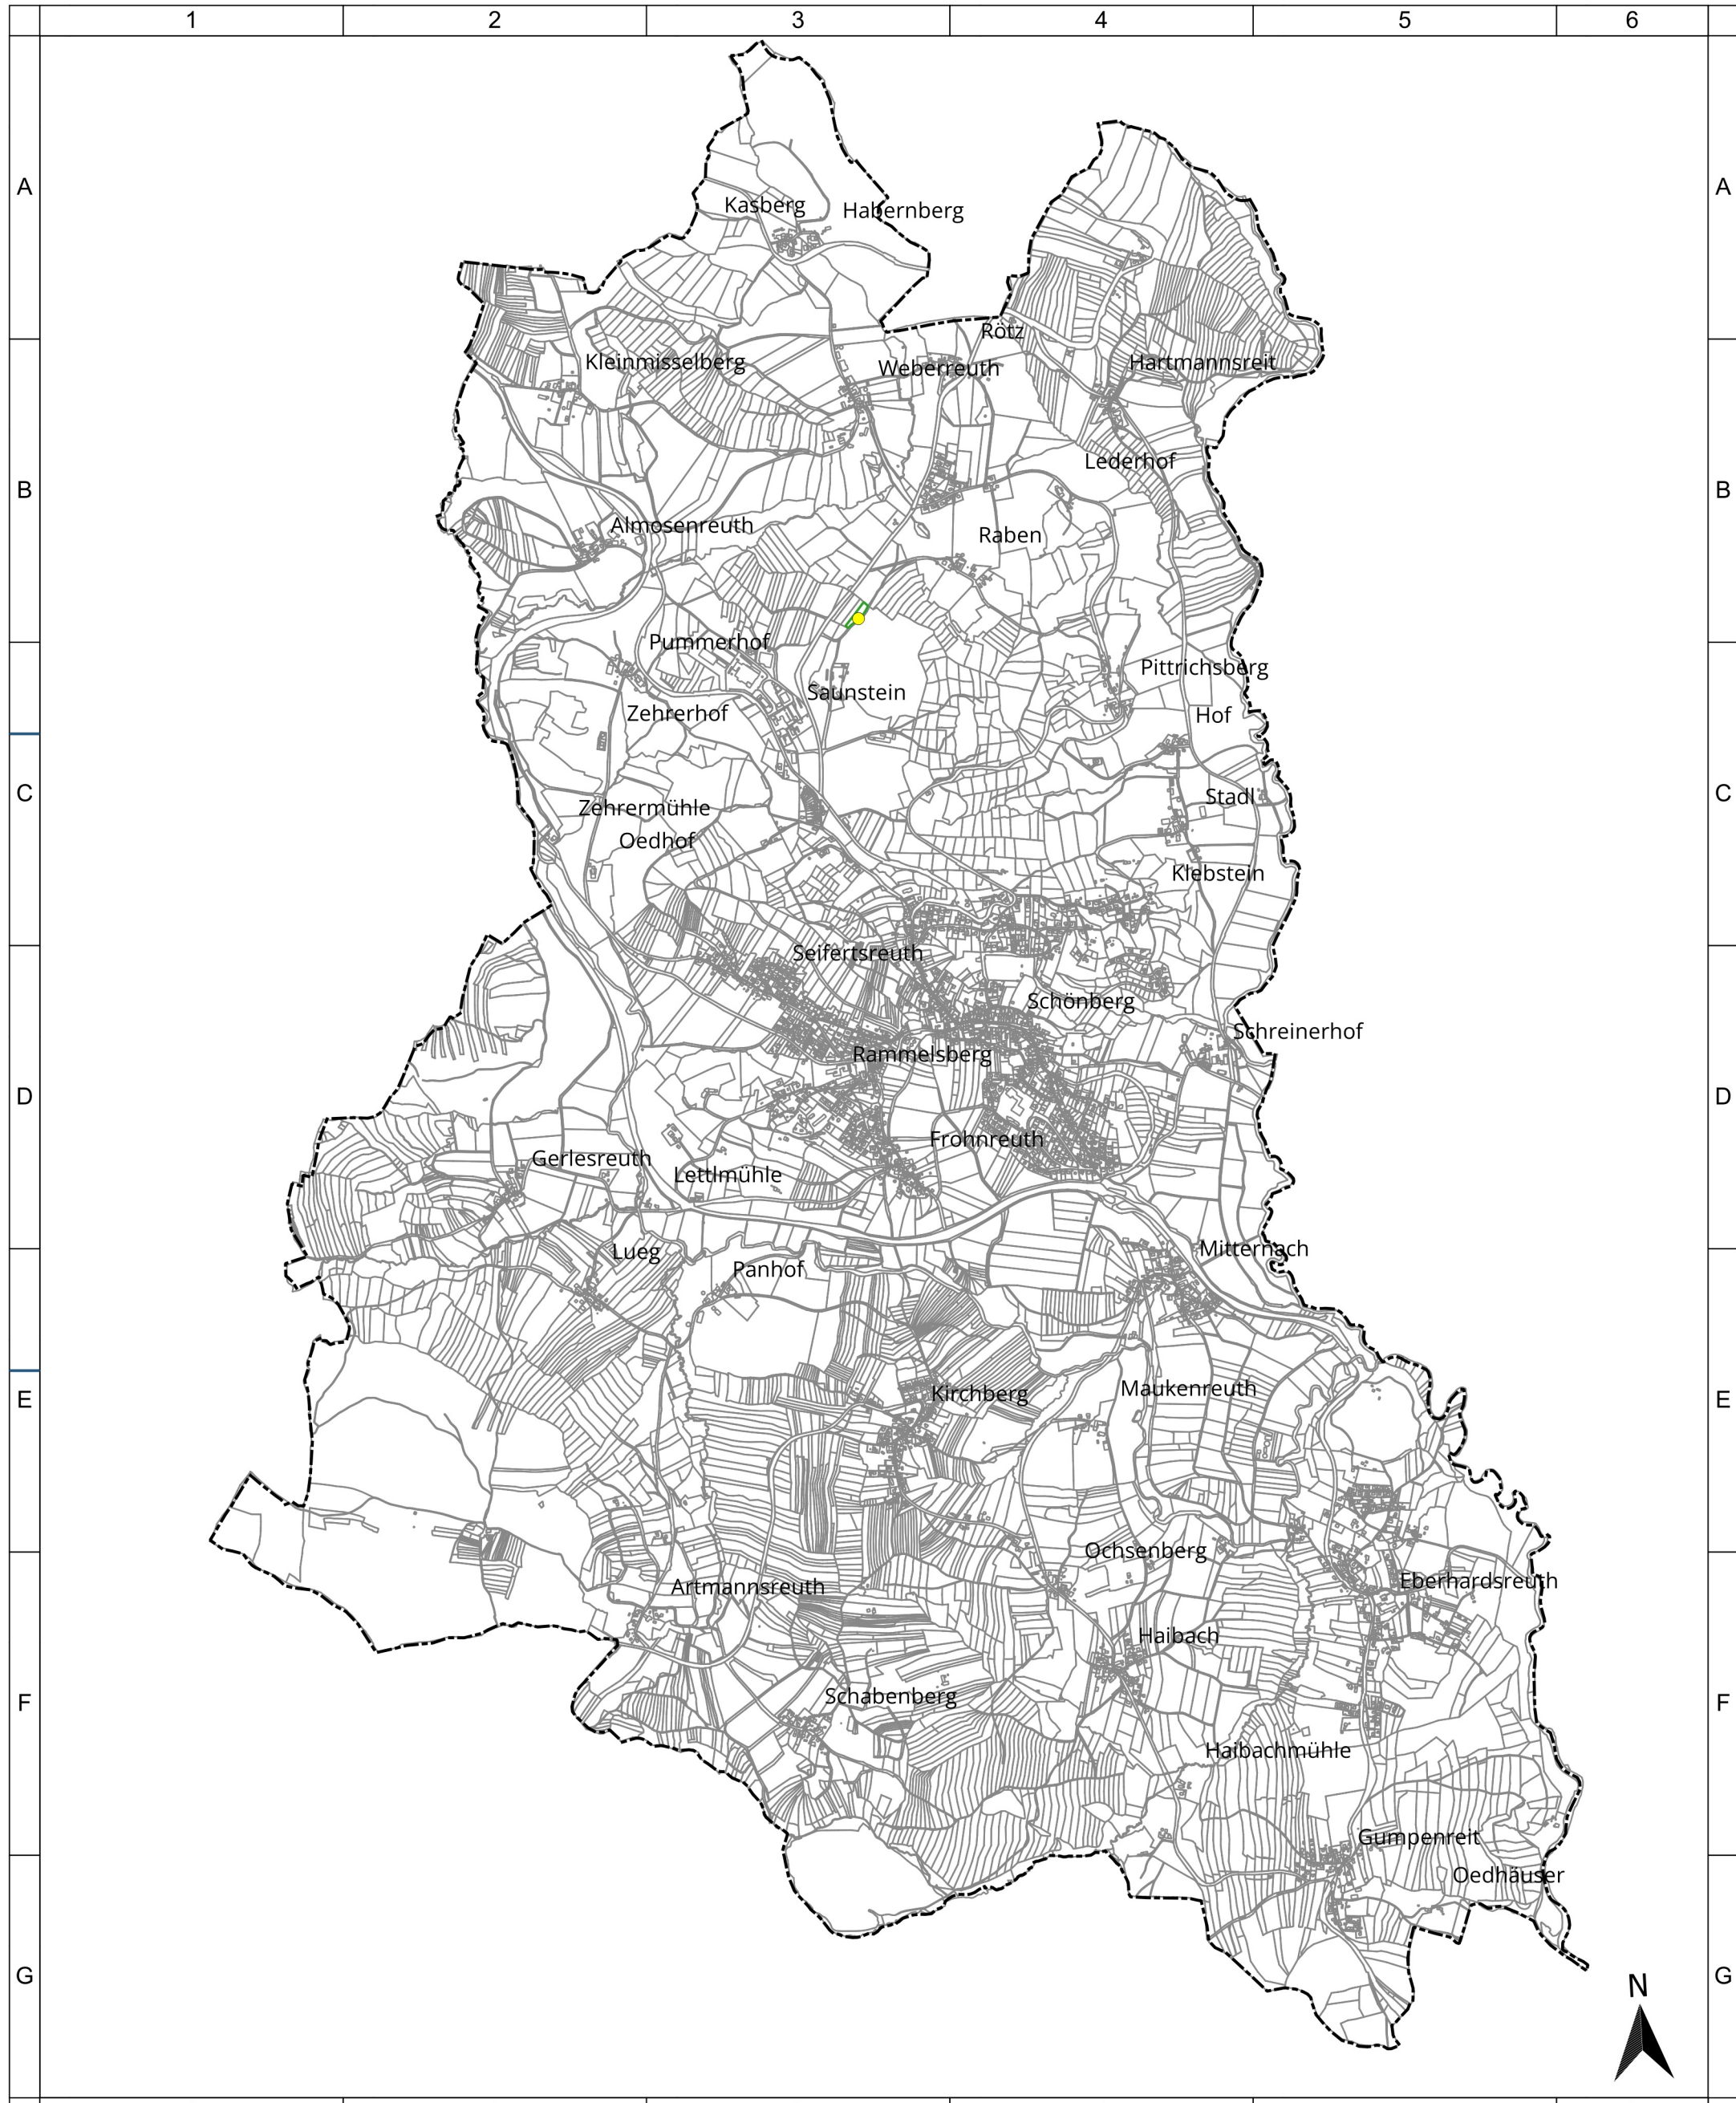 1 2 3 4 5 6
A A
Kasberg
Habernberg
Rötz
Kleinmisselberg
Weberreuth
Hartmannsreit
Lederhof
B B
Almosenreuth
Raben
Pummerhof
Pittrichsberg
Saunstein
Zehrerhof
Hof
C C
Stadl
Zehrermühle
Oedhof
Klebstein
Seifertsreuth
Schönberg
Schreinerhof
Rammelsberg
D D
Frohnreuth
Gerlesreuth
Lettlmühle
Mitternach
Lueg
Panhof
Maukenreuth
Kirchberg
E E
Ochsenberg
Eberhardsreuth
Artmannsreuth
Haibach
Schabenberg
F F
Haibachmühle
Gumpenreit
Oedhäuser
G G
N